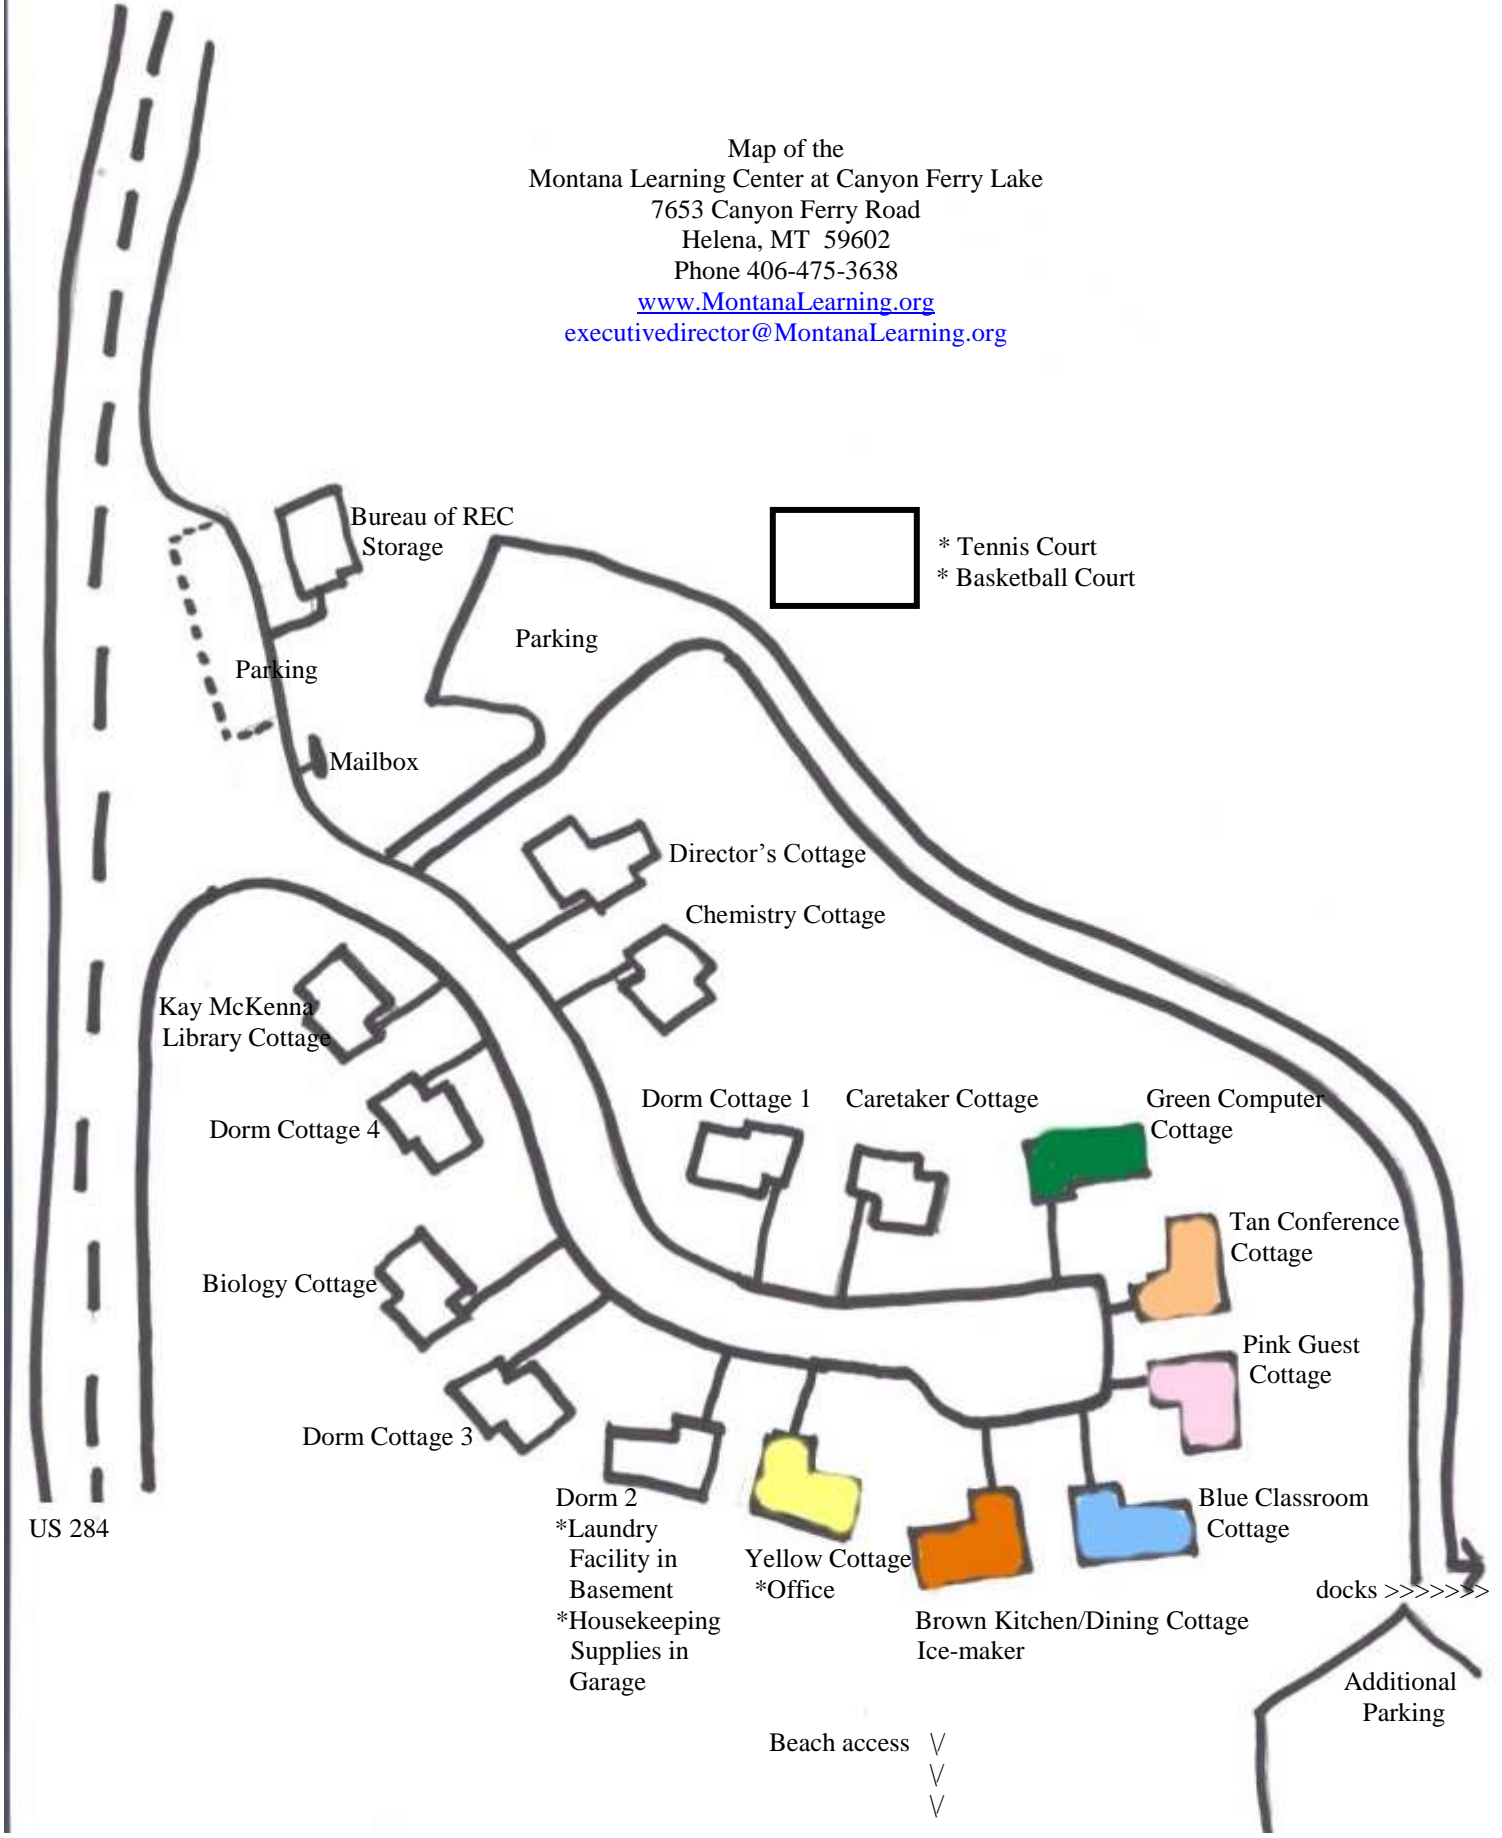 Map of the
Montana Learning Center at Canyon Ferry Lake
7653 Canyon Ferry Road
Helena, MT  59602
Phone 406-475-3638
www.MontanaLearning.org
executivedirector@MontanaLearning.org
Bureau of REC
Storage
* Tennis Court
* Basketball Court
Parking
Parking
Mailbox
Director's Cottage
Chemistry Cottage
Kay McKenna
Library Cottage
Dorm Cottage 4
Dorm Cottage 1
Caretaker Cottage
Green Computer
Cottage
Tan Conference
Cottage
Biology Cottage
Pink Guest
Cottage
Dorm Cottage 3
Dorm 2
*Laundry
Facility in
Basement
*Housekeeping
Supplies in
Garage
Yellow Cottage
*Office
Brown Kitchen/Dining Cottage
Ice-maker
Blue Classroom
Cottage
US 284
docks >>>>>>>
Additional
Parking
Beach access \/
\/
\/